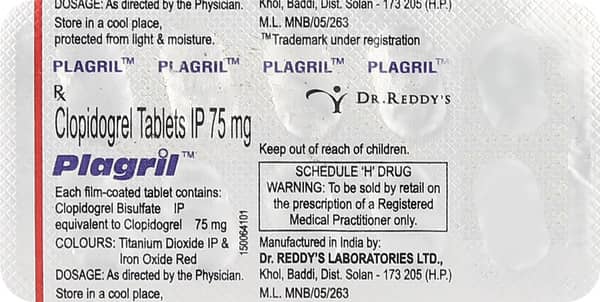 DOSAGE: As directed by the Physician.
Store in a cool place,
protected from light & moisture.
Khol, Baddi, Dist. Solan - 173 205 (H.P.)
M.L. MNB/05/263
™Trademark under registration
PLAGRIL™ PLAGRIL™ PLAGRIL™ PLAGRIL™
Rx
Clopidogrel Tablets IP 75 mg
Plagril™
Each film-coated tablet contains:
Clopidogrel Bisulfate IP
equivalent to Clopidogrel 75 mg
COLOURS: Titanium Dioxide IP &
Iron Oxide Red
DOSAGE: As directed by the Physician.
Store in a cool place,
150064101
DR.REDDY'S
Keep out of reach of children.
SCHEDULE 'H' DRUG
WARNING: To be sold by retail on
the prescription of a Registered
Medical Practitioner only.
Manufactured in India by:
Dr. REDDY'S LABORATORIES LTD.,
Khol, Baddi, Dist. Solan - 173 205 (H.P.)
M.L. MNB/05/263